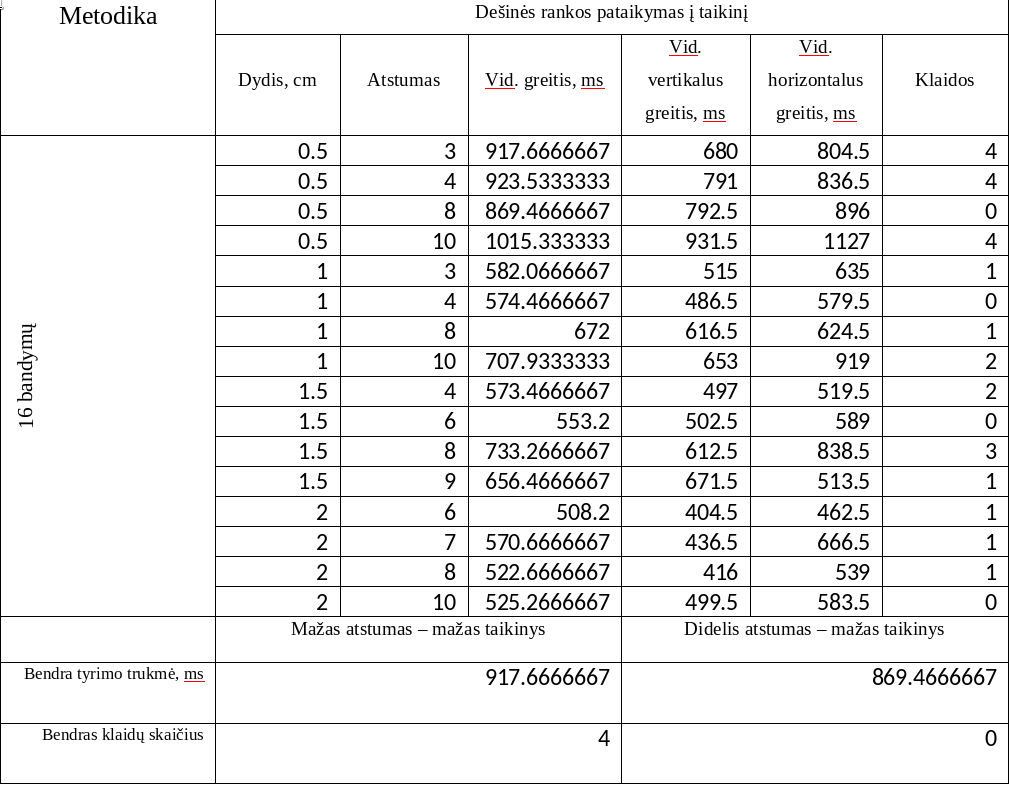 Metodika
Dešinės rankos pataikymas į taikinį
Dydis, cm
Atstumas
Vid. greitis, ms
Vid.
vertikalus
greitis, ms
Vid.
horizontalus
greitis, ms
Klaidos
16 bandymų
0.5 3 917.6666667 680 804.5 4
0.5 4 923.5333333 791 836.5 4
0.5 8 869.4666667 792.5 896 0
0.5 10 1015.333333 931.5 1127 4
1 3 582.0666667 515 635 1
1 4 574.4666667 486.5 579.5 0
1 8 672 616.5 624.5 1
1 10 707.9333333 653 919 2
1.5 4 573.4666667 497 519.5 2
1.5 6 553.2 502.5 589 0
1.5 8 733.2666667 612.5 838.5 3
1.5 9 656.4666667 671.5 513.5 1
2 6 508.2 404.5 462.5 1
2 7 570.6666667 436.5 666.5 1
2 8 522.6666667 416 539 1
2 10 525.2666667 499.5 583.5 0
Mažas atstumas – mažas taikinys
Didelis atstumas – mažas taikinys
Bendra tyrimo trukmė, ms 917.6666667 869.4666667
Bendras klaidų skaičius 4 0